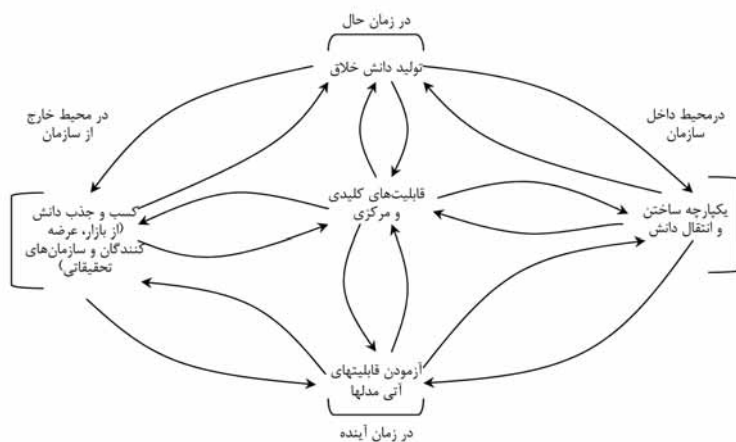 در زمان حال
تولید دانش خلاق
درمحیط داخل
سازمان
در محیط خارج
از سازمان
یکپارچه ساختن
و انتقال دانش
قابلیت‌های کلیدی
و مرکزی
کسب و جذب دانش
(از بازار، عرضه
کنندگان و سازمان‌های
تحقیقاتی)
آزمودن قابلیتهای
آتی مدلها
در زمان آینده